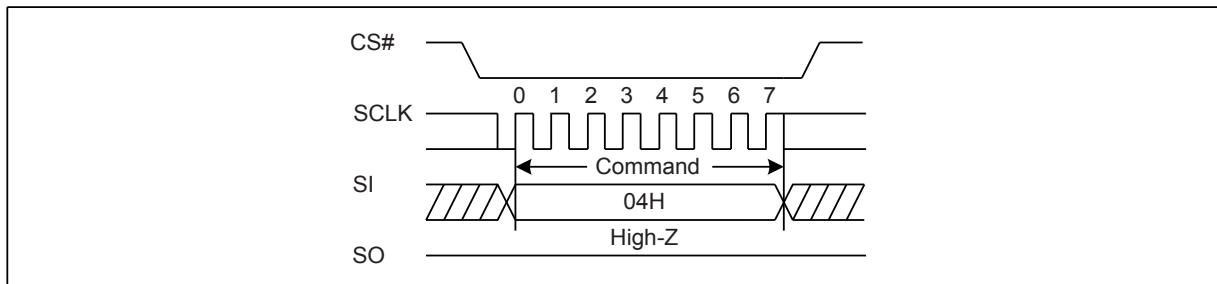 CS#
0 1 2 3 4 5 6 7
SCLK
Command
SI
04H
High-Z
SO